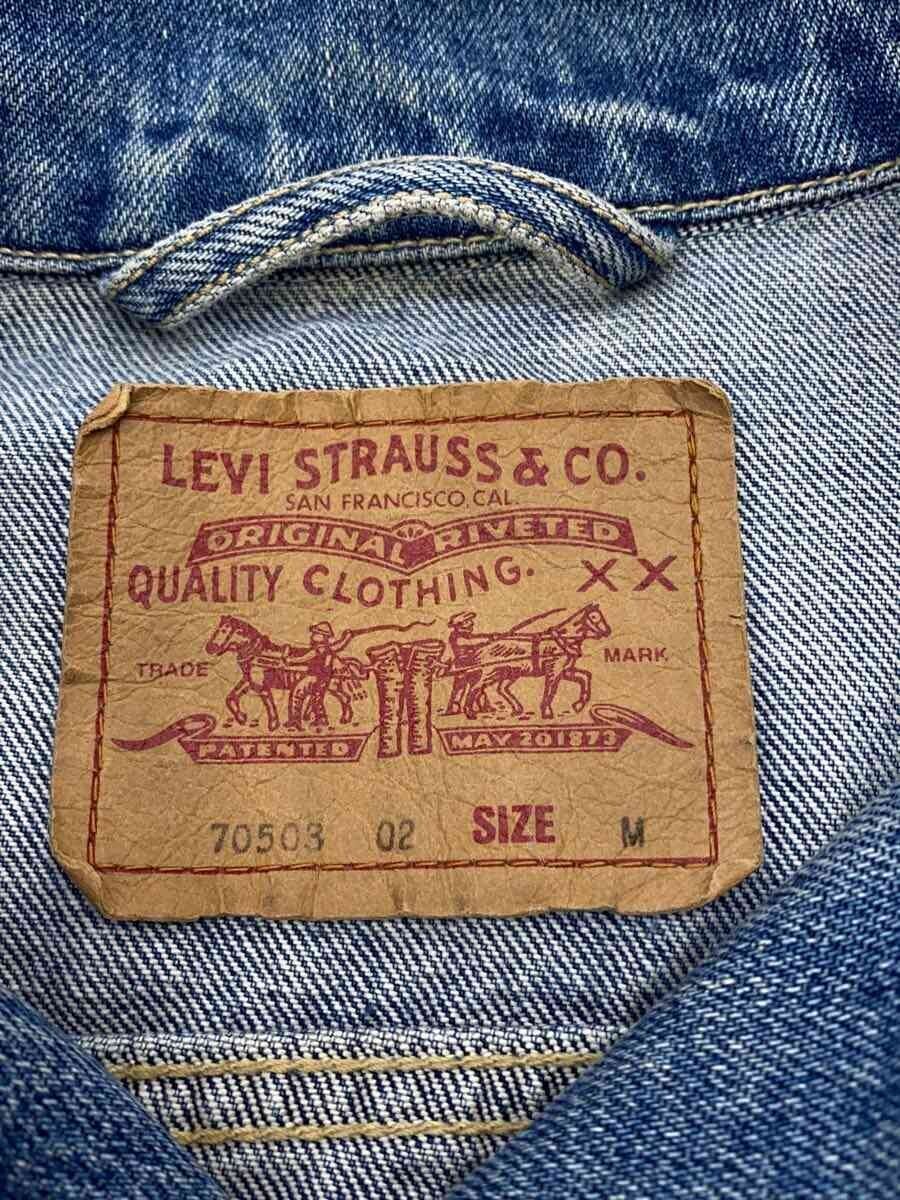 LEVI STRAUSS & CO.
SAN FRANCISCO, CAL.
ORIGINAL RIVETED
QUALITY CLOTHING. XX
TRADE MARK
PATENTED MAY 20 1873
70503 02 SIZE M